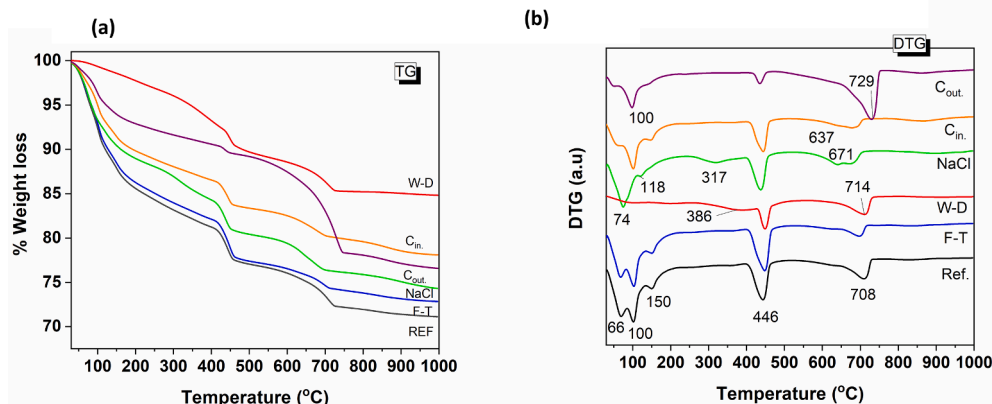 (a)
TG
100
95
90
85
80
75
70
% Weight loss
W-D
Cin.
Cout.
NaCl
F-T
REF
100 200 300 400 500 600 700 800 900 1000
Temperature (oC)
(b)
DTG
DTG (a.u)
729
Cout.
100
637
Cin.
671
NaCl
118
317
74
386
714
W-D
F-T
Ref.
150
708
66
100
446
100 200 300 400 500 600 700 800 900 1000
Temperature (oC)